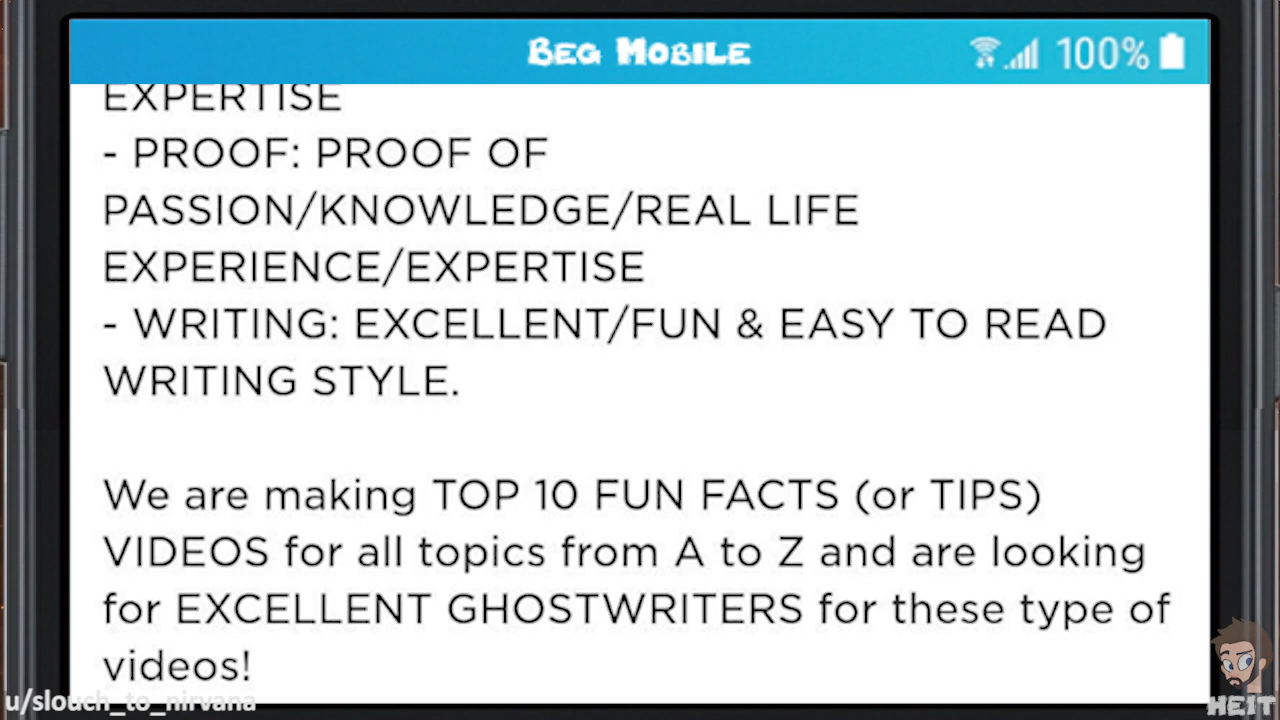 BEG MOBILE
100%
EXPERTISE
- PROOF: PROOF OF
PASSION/KNOWLEDGE/REAL LIFE
EXPERIENCE/EXPERTISE
- WRITING: EXCELLENT/FUN & EASY TO READ
WRITING STYLE.
We are making TOP 10 FUN FACTS (or TIPS)
VIDEOS for all topics from A to Z and are looking
for EXCELLENT GHOSTWRITERS for these type of
videos!
u/slouch_to_nirvana
HEIT